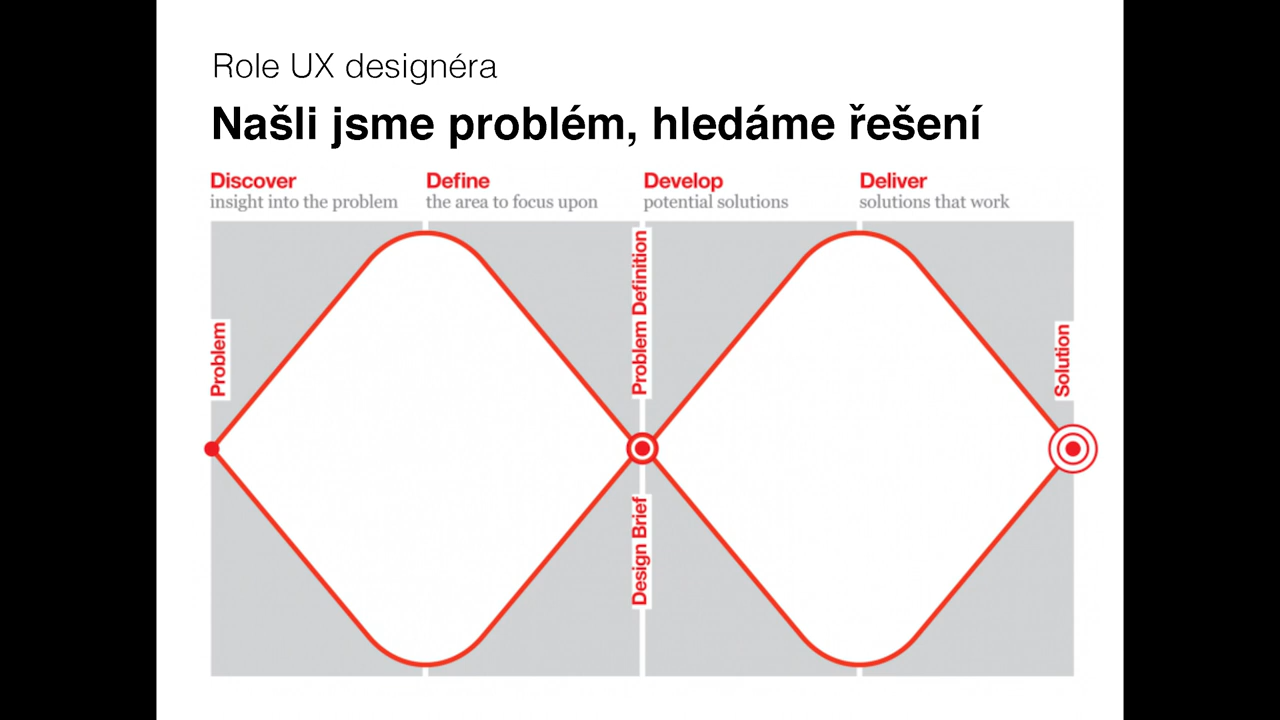 Role UX designéra
Našli jsme problém, hledáme řešení
Discover
insight into the problem
Define
the area to focus upon
Develop
potential solutions
Deliver
solutions that work
Problem
Problem Definition
Design Brief
Solution